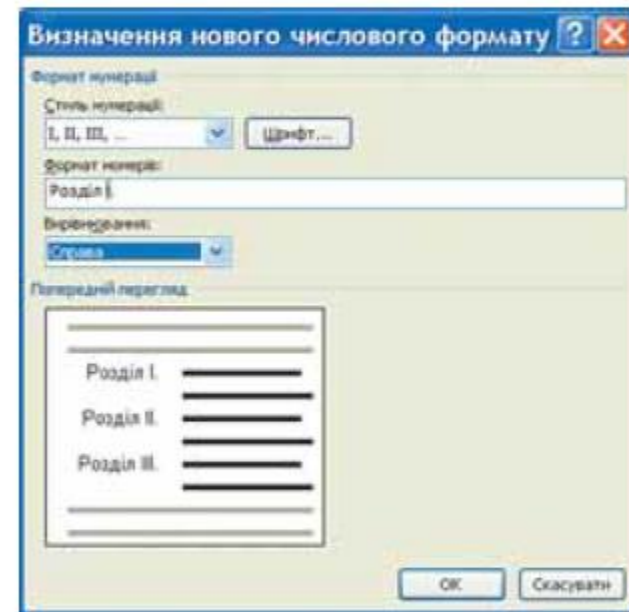 Визначення нового числового формату
Формат нумерації
Стиль нумерації:
I, II, III, ...
Шрифт...
Формат номерів:
Розділ I.
Вирівнювання:
Справа
Попередній перегляд
Розділ I.
Розділ II.
Розділ III.
ОК
Скасувати